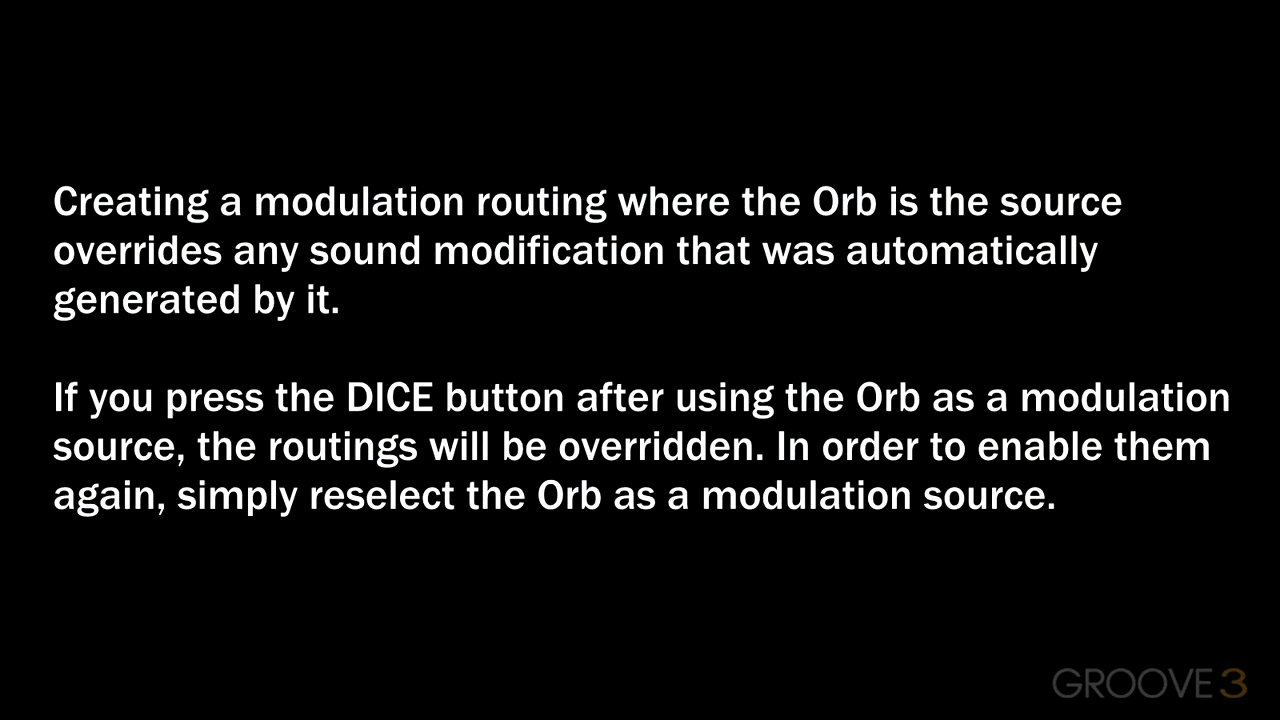 Creating a modulation routing where the Orb is the source
overrides any sound modification that was automatically
generated by it.
If you press the DICE button after using the Orb as a modulation
source, the routings will be overridden. In order to enable them
again, simply reselect the Orb as a modulation source.
GROOVE3